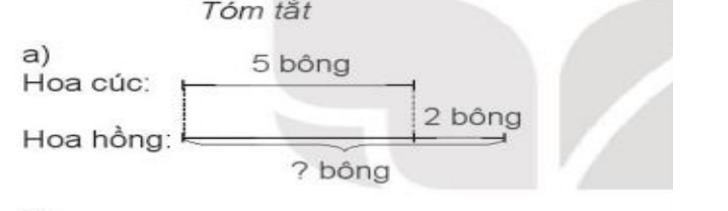 Tóm tắt
a)
5 bông
Hoa cúc:
2 bông
Hoa hồng:
? bông